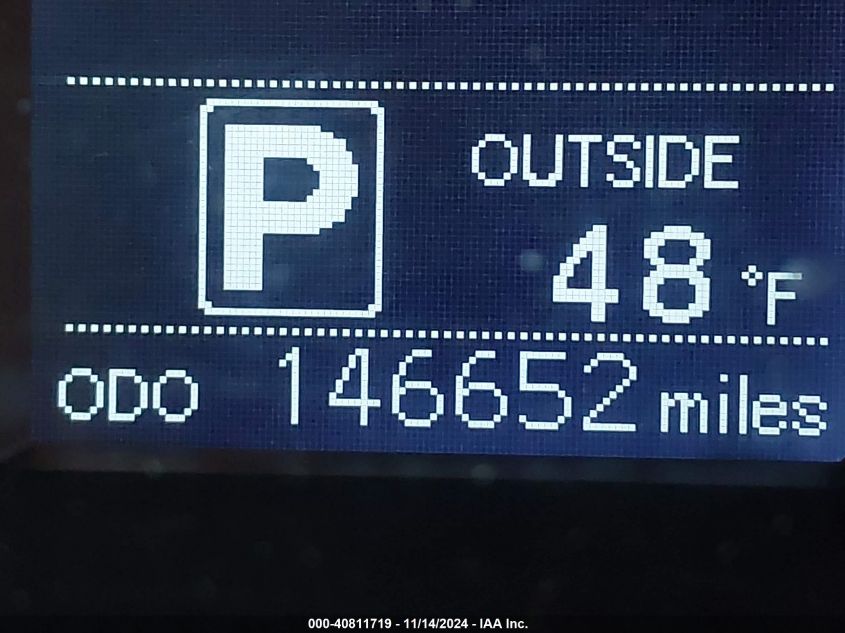 P
OUTSIDE
48 °F
ODO 146652 miles
000-40811719 - 11/14/2024 - IAA Inc.